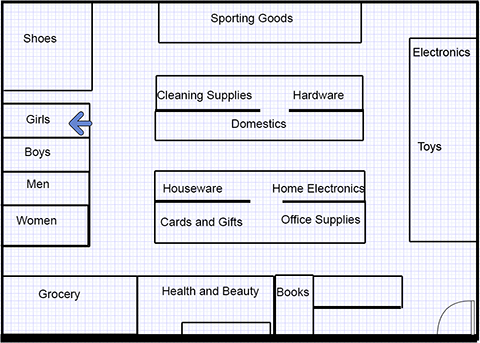 Sporting Goods
Shoes
Electronics
Cleaning Supplies
Hardware
Girls
Domestics
Boys
Toys
Men
Houseware
Home Electronics
Women
Cards and Gifts
Office Supplies
Grocery
Health and Beauty
Books